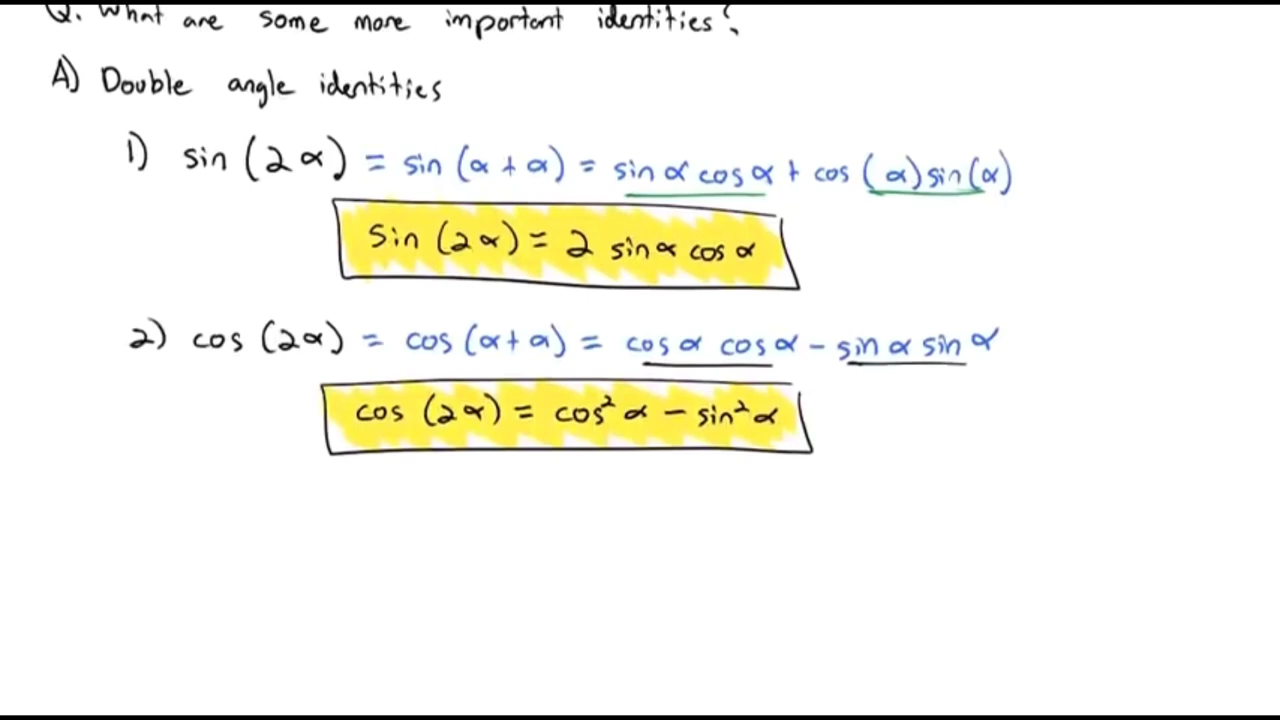 Q. What are some more important identities?
A) Double angle identities
1) sin (2α) = sin (α + α) = sin α cos α + cos (α) sin (α)
sin (2α) = 2 sin α cos α
2) cos (2α) = cos (α + α) = cos α cos α - sin α sin α
cos (2α) = cos² α - sin² α